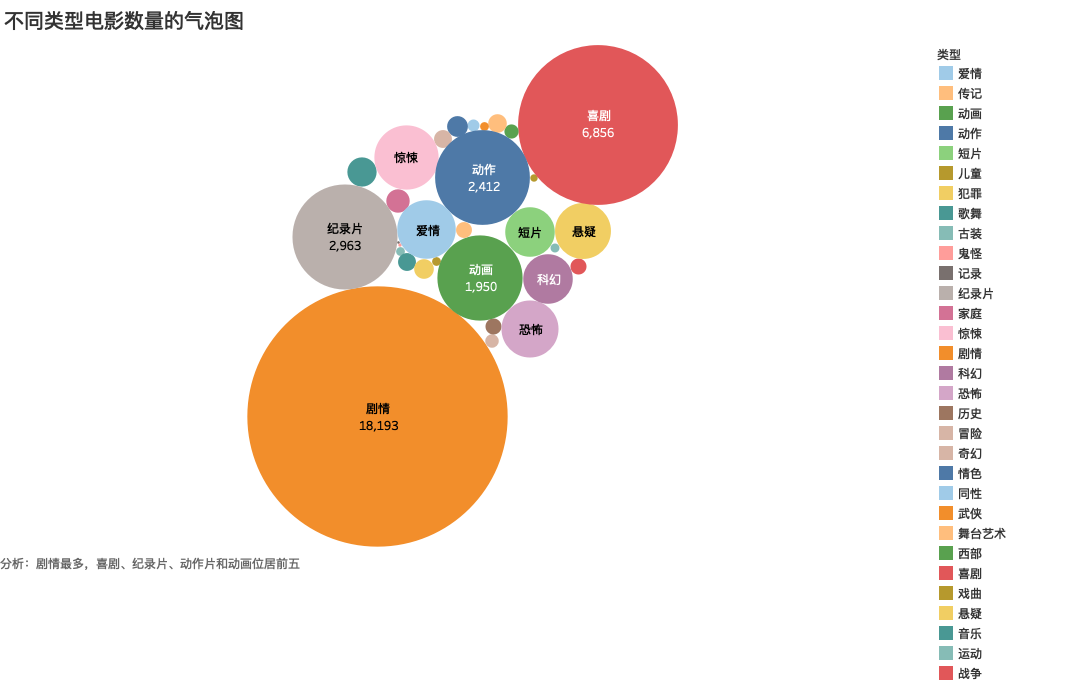 不同类型电影数量的气泡图
喜剧
6,856
惊悚
动作
2,412
纪录片
2,963
爱情
短片
悬疑
动画
1,950
科幻
恐怖
剧情
18,193
分析：剧情最多，喜剧、纪录片、动作片和动画位居前五
类型
爱情
传记
动画
动作
短片
儿童
犯罪
歌舞
古装
鬼怪
记录
纪录片
家庭
惊悚
剧情
科幻
恐怖
历史
冒险
奇幻
情色
同性
武侠
舞台艺术
西部
喜剧
戏曲
悬疑
音乐
运动
战争